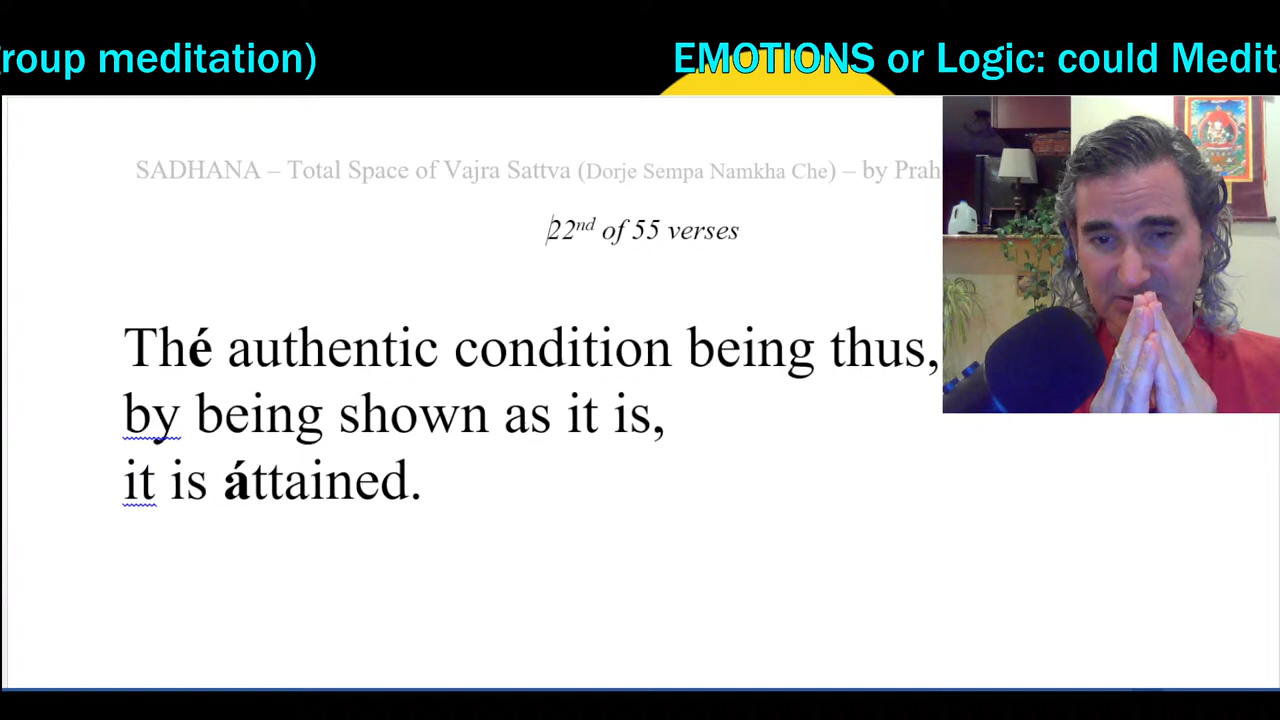 group meditation) EMOTIONS or Logic: could Medit
SADHANA – Total Space of Vajra Sattva (Dorje Sempa Namkha Che) – by Prah
22nd of 55 verses
Thé authentic condition being thus,
by being shown as it is,
it is áttained.